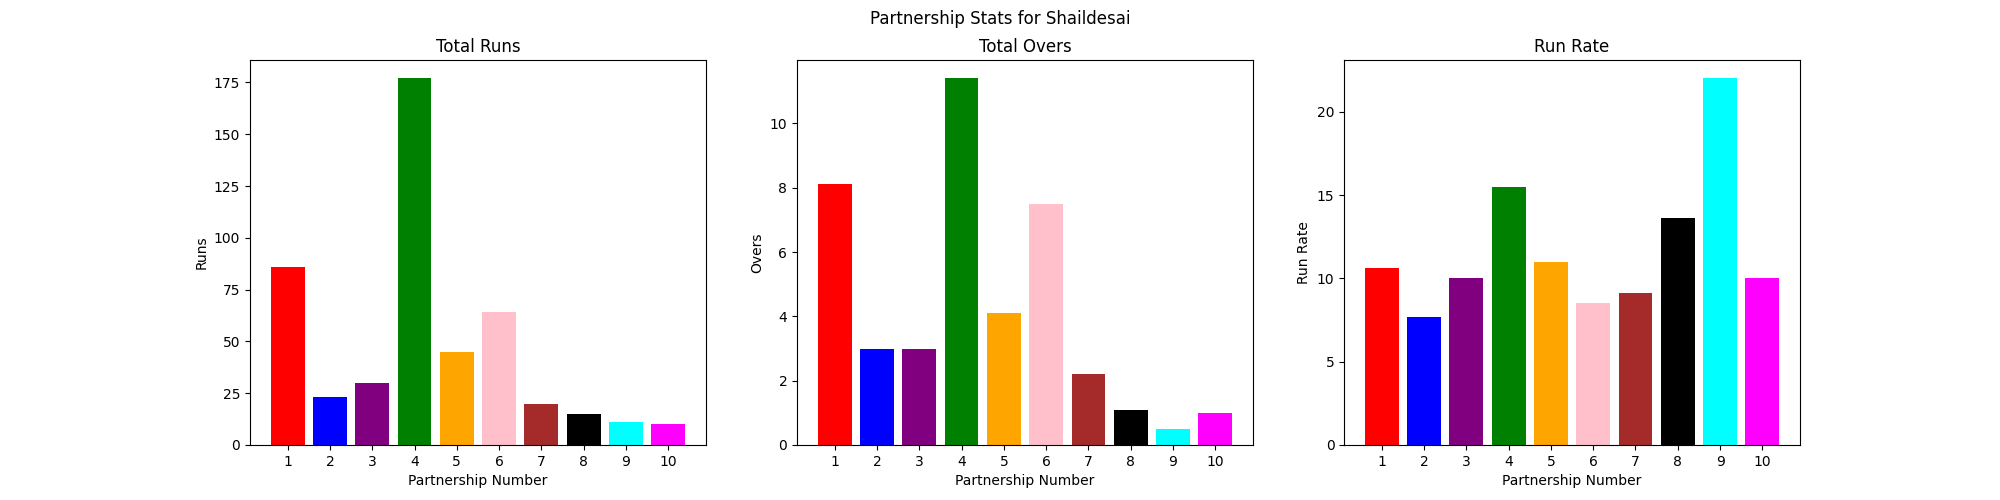 Partnership Stats for Shaildesai
Total Runs
Runs
175
150
125
100
75
50
25
0
1 2 3 4 5 6 7 8 9 10
Partnership Number
Total Overs
Overs
10
8
6
4
2
0
1 2 3 4 5 6 7 8 9 10
Partnership Number
Run Rate
Run Rate
20
15
10
5
0
1 2 3 4 5 6 7 8 9 10
Partnership Number